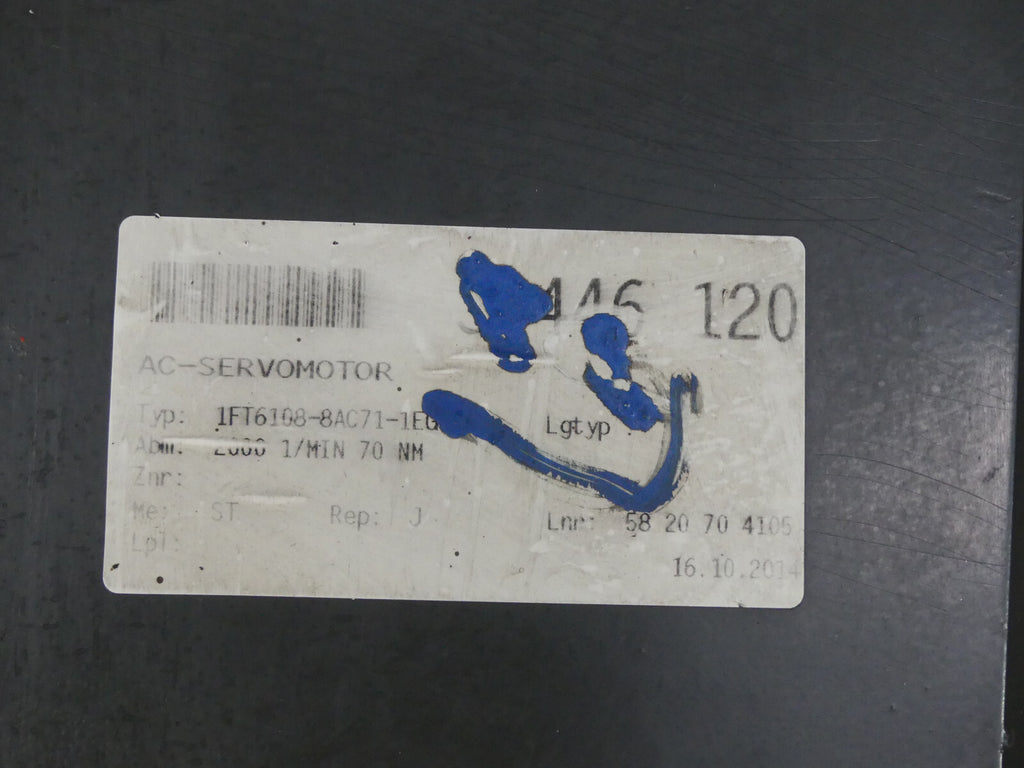 446 120
AC-SERVOMOTOR
Typ: 1FT6108-8AC71-1EG
Lgtyp :
Abm: 2000 1/MIN 70 NM
Znr:
Me: ST Rep: J
Lnr: 58 20 70 4105
Lpl:
16.10.2014